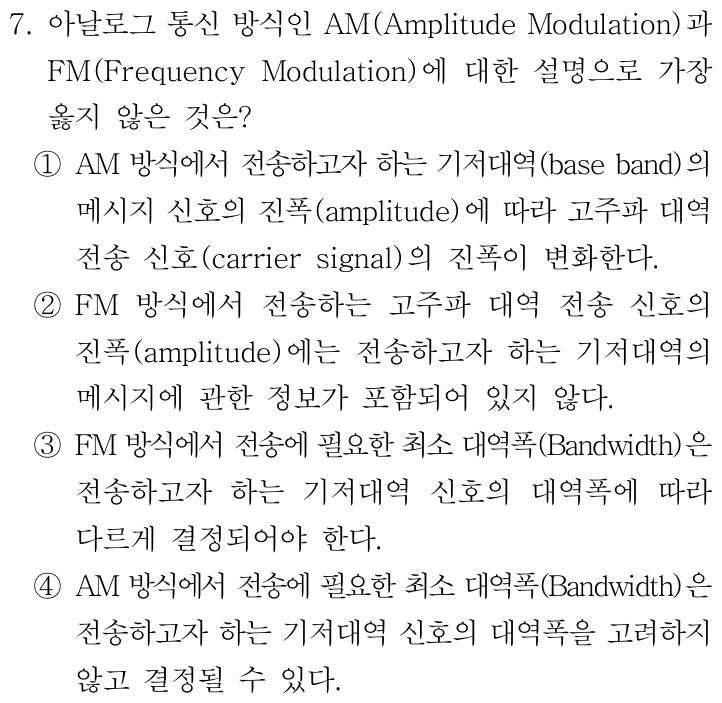 7. 아날로그 통신 방식인 AM(Amplitude Modulation)과
FM(Frequency Modulation)에 대한 설명으로 가장
옳지 않은 것은?
① AM 방식에서 전송하고자 하는 기저대역(base band)의
메시지 신호의 진폭(amplitude)에 따라 고주파 대역
전송 신호(carrier signal)의 진폭이 변화한다.
② FM 방식에서 전송하는 고주파 대역 전송 신호의
진폭(amplitude)에는 전송하고자 하는 기저대역의
메시지에 관한 정보가 포함되어 있지 않다.
③ FM 방식에서 전송에 필요한 최소 대역폭(Bandwidth)은
전송하고자 하는 기저대역 신호의 대역폭에 따라
다르게 결정되어야 한다.
④ AM 방식에서 전송에 필요한 최소 대역폭(Bandwidth)은
전송하고자 하는 기저대역 신호의 대역폭을 고려하지
않고 결정될 수 있다.